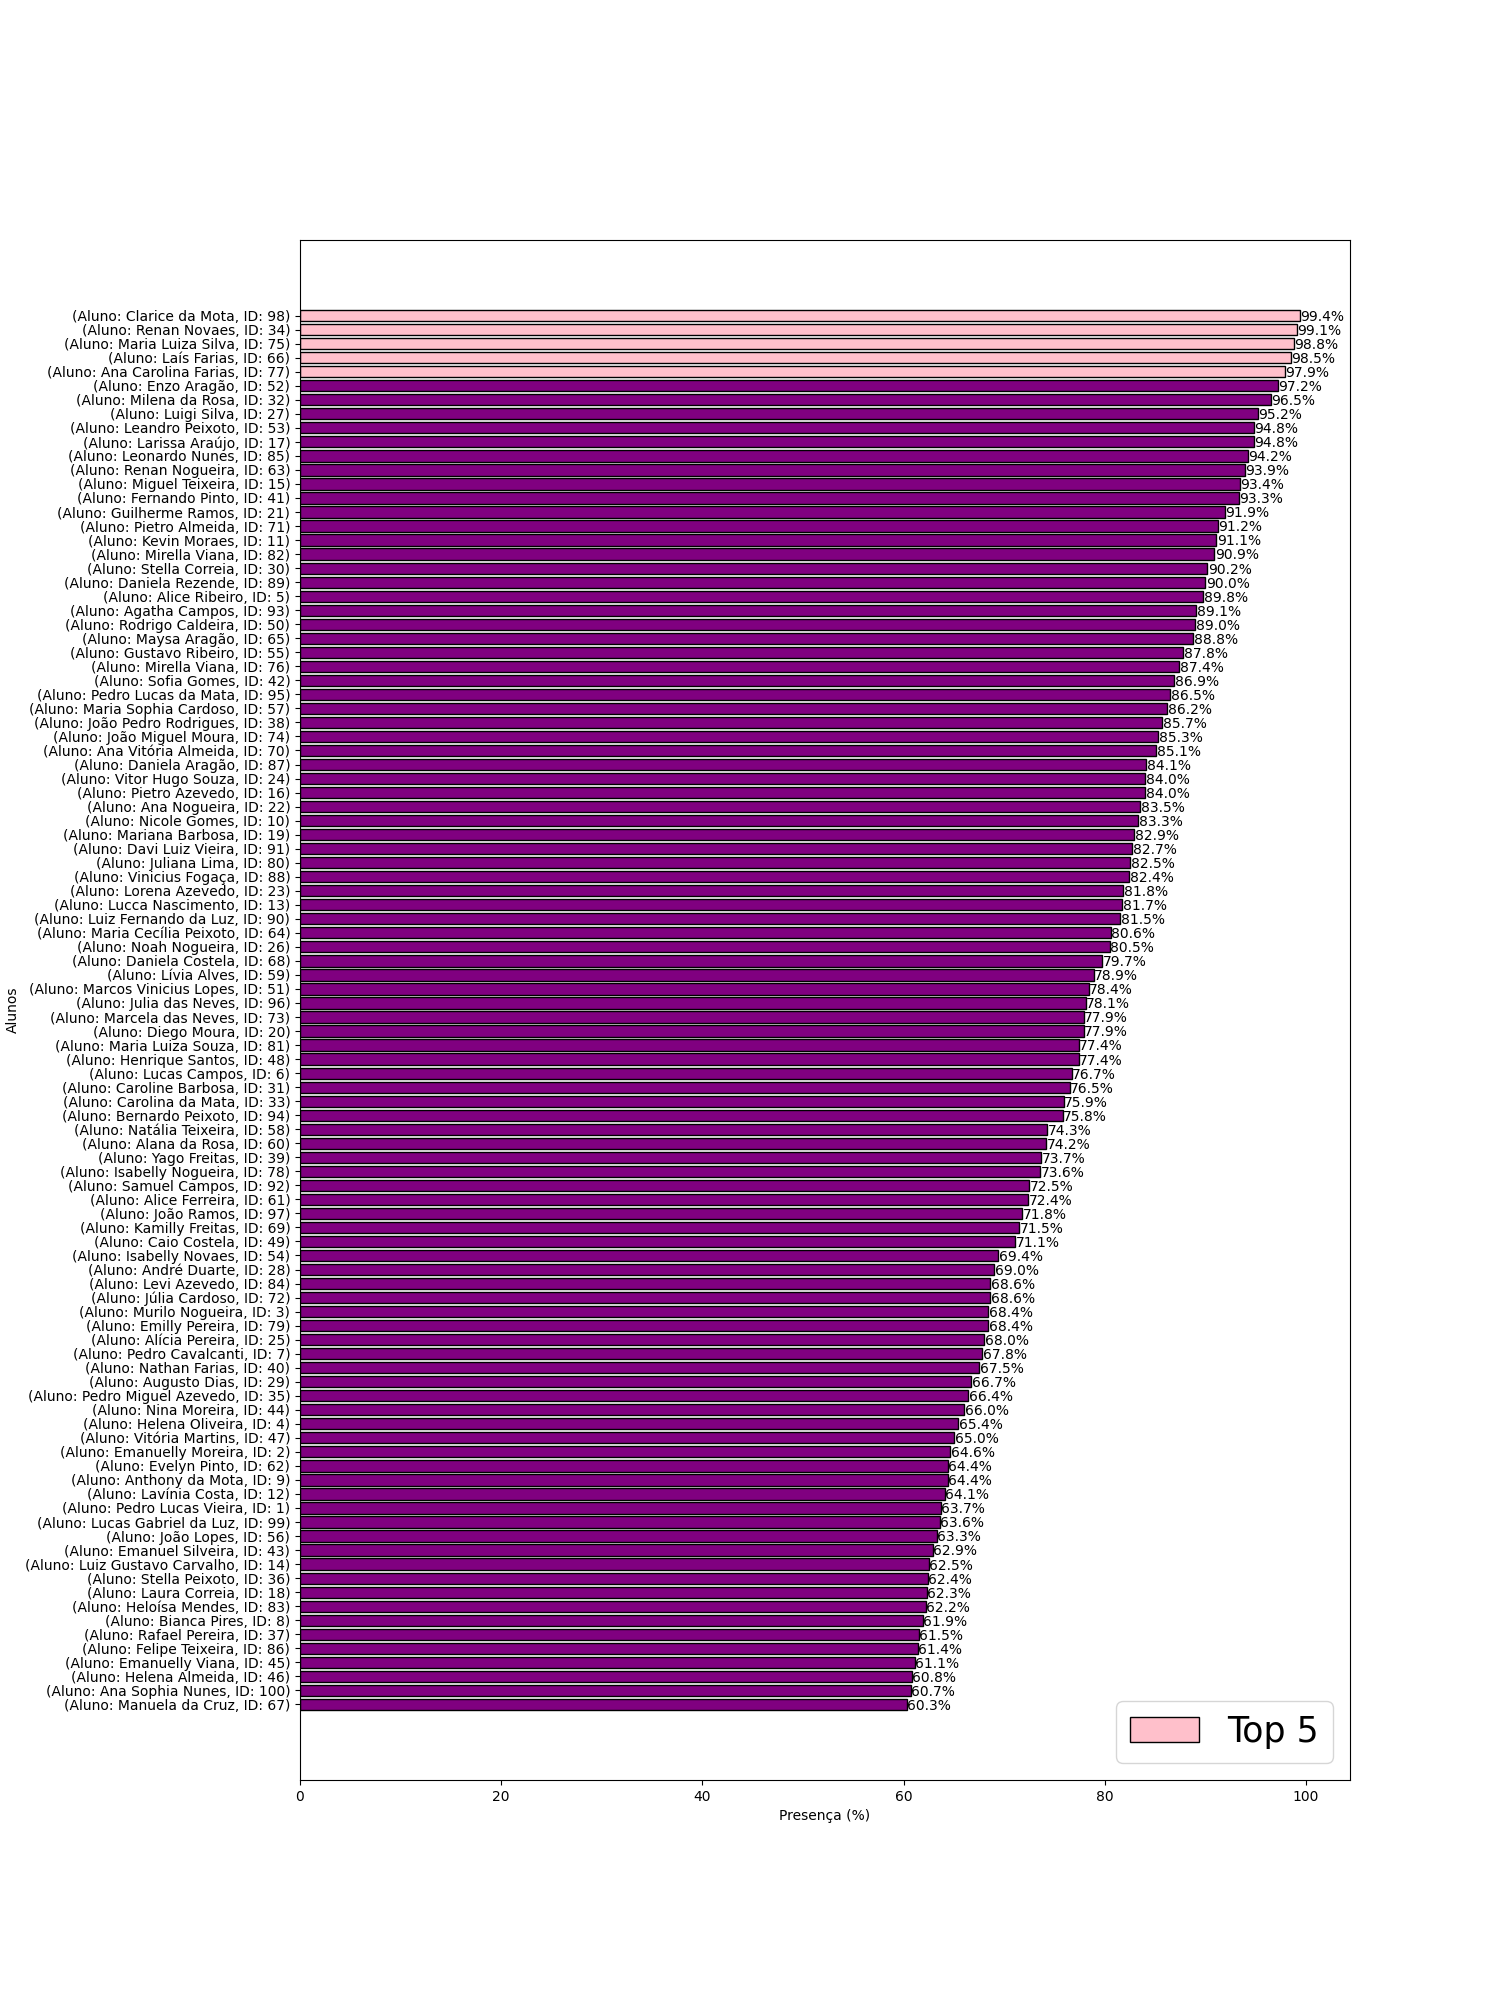 (Aluno: Clarice da Mota, ID: 98) 99.4%
(Aluno: Renan Novaes, ID: 34) 99.1%
(Aluno: Maria Luiza Silva, ID: 75) 98.8%
(Aluno: Laís Farias, ID: 66) 98.5%
(Aluno: Ana Carolina Farias, ID: 77) 97.9%
(Aluno: Enzo Aragão, ID: 52) 97.2%
(Aluno: Milena da Rosa, ID: 32) 96.5%
(Aluno: Luigi Silva, ID: 27) 95.2%
(Aluno: Leandro Peixoto, ID: 53) 94.8%
(Aluno: Larissa Araújo, ID: 17) 94.8%
(Aluno: Leonardo Nunes, ID: 85) 94.2%
(Aluno: Renan Nogueira, ID: 63) 93.9%
(Aluno: Miguel Teixeira, ID: 15) 93.4%
(Aluno: Fernando Pinto, ID: 41) 93.3%
(Aluno: Guilherme Ramos, ID: 21) 91.9%
(Aluno: Pietro Almeida, ID: 71) 91.2%
(Aluno: Kevin Moraes, ID: 11) 91.1%
(Aluno: Mirella Viana, ID: 82) 90.9%
(Aluno: Stella Correia, ID: 30) 90.2%
(Aluno: Daniela Rezende, ID: 89) 90.0%
(Aluno: Alice Ribeiro, ID: 5) 89.8%
(Aluno: Agatha Campos, ID: 93) 89.1%
(Aluno: Rodrigo Caldeira, ID: 50) 89.0%
(Aluno: Maysa Aragão, ID: 65) 88.8%
(Aluno: Gustavo Ribeiro, ID: 55) 87.8%
(Aluno: Mirella Viana, ID: 76) 87.4%
(Aluno: Sofia Gomes, ID: 42) 86.9%
(Aluno: Pedro Lucas da Mata, ID: 95) 86.5%
(Aluno: Maria Sophia Cardoso, ID: 57) 86.2%
(Aluno: João Pedro Rodrigues, ID: 38) 85.7%
(Aluno: João Miguel Moura, ID: 74) 85.3%
(Aluno: Ana Vitória Almeida, ID: 70) 85.1%
(Aluno: Daniela Aragão, ID: 87) 84.1%
(Aluno: Vitor Hugo Souza, ID: 24) 84.0%
(Aluno: Pietro Azevedo, ID: 16) 84.0%
(Aluno: Ana Nogueira, ID: 22) 83.5%
(Aluno: Nicole Gomes, ID: 10) 83.3%
(Aluno: Mariana Barbosa, ID: 19) 82.9%
(Aluno: Davi Luiz Vieira, ID: 91) 82.7%
(Aluno: Juliana Lima, ID: 80) 82.5%
(Aluno: Vinicius Fogaça, ID: 88) 82.4%
(Aluno: Lorena Azevedo, ID: 23) 81.8%
(Aluno: Lucca Nascimento, ID: 13) 81.7%
(Aluno: Luiz Fernando da Luz, ID: 90) 81.5%
(Aluno: Maria Cecília Peixoto, ID: 64) 80.6%
(Aluno: Noah Nogueira, ID: 26) 80.5%
(Aluno: Daniela Costela, ID: 68) 79.7%
(Aluno: Lívia Alves, ID: 59) 78.9%
(Aluno: Marcos Vinicius Lopes, ID: 51) 78.4%
(Aluno: Julia das Neves, ID: 96) 78.1%
(Aluno: Marcela das Neves, ID: 73) 77.9%
(Aluno: Diego Moura, ID: 20) 77.9%
(Aluno: Maria Luiza Souza, ID: 81) 77.4%
(Aluno: Henrique Santos, ID: 48) 77.4%
(Aluno: Lucas Campos, ID: 6) 76.7%
(Aluno: Caroline Barbosa, ID: 31) 76.5%
(Aluno: Carolina da Mata, ID: 33) 75.9%
(Aluno: Bernardo Peixoto, ID: 94) 75.8%
(Aluno: Natália Teixeira, ID: 58) 74.3%
(Aluno: Alana da Rosa, ID: 60) 74.2%
(Aluno: Yago Freitas, ID: 39) 73.7%
(Aluno: Isabelly Nogueira, ID: 78) 73.6%
(Aluno: Samuel Campos, ID: 92) 72.5%
(Aluno: Alice Ferreira, ID: 61) 72.4%
(Aluno: João Ramos, ID: 97) 71.8%
(Aluno: Kamilly Freitas, ID: 69) 71.5%
(Aluno: Caio Costela, ID: 49) 71.1%
(Aluno: Isabelly Novaes, ID: 54) 69.4%
(Aluno: André Duarte, ID: 28) 69.0%
(Aluno: Levi Azevedo, ID: 84) 68.6%
(Aluno: Júlia Cardoso, ID: 72) 68.6%
(Aluno: Murilo Nogueira, ID: 3) 68.4%
(Aluno: Emilly Pereira, ID: 79) 68.4%
(Aluno: Alícia Pereira, ID: 25) 68.0%
(Aluno: Pedro Cavalcanti, ID: 7) 67.8%
(Aluno: Nathan Farias, ID: 40) 67.5%
(Aluno: Augusto Dias, ID: 29) 66.7%
(Aluno: Pedro Miguel Azevedo, ID: 35) 66.4%
(Aluno: Nina Moreira, ID: 44) 66.0%
(Aluno: Helena Oliveira, ID: 4) 65.4%
(Aluno: Vitória Martins, ID: 47) 65.0%
(Aluno: Emanuelly Moreira, ID: 2) 64.6%
(Aluno: Evelyn Pinto, ID: 62) 64.4%
(Aluno: Anthony da Mota, ID: 9) 64.4%
(Aluno: Lavínia Costa, ID: 12) 64.1%
(Aluno: Pedro Lucas Vieira, ID: 1) 63.7%
(Aluno: Lucas Gabriel da Luz, ID: 99) 63.6%
(Aluno: João Lopes, ID: 56) 63.3%
(Aluno: Emanuel Silveira, ID: 43) 62.9%
(Aluno: Luiz Gustavo Carvalho, ID: 14) 62.5%
(Aluno: Stella Peixoto, ID: 36) 62.4%
(Aluno: Laura Correia, ID: 18) 62.3%
(Aluno: Heloísa Mendes, ID: 83) 62.2%
(Aluno: Bianca Pires, ID: 8) 61.9%
(Aluno: Rafael Pereira, ID: 37) 61.5%
(Aluno: Felipe Teixeira, ID: 86) 61.4%
(Aluno: Emanuelly Viana, ID: 45) 61.1%
(Aluno: Helena Almeida, ID: 46) 60.8%
(Aluno: Ana Sophia Nunes, ID: 100) 60.7%
(Aluno: Manuela da Cruz, ID: 67) 60.3%
Alunos
Top 5
0 20 40 60 80 100
Presença (%)